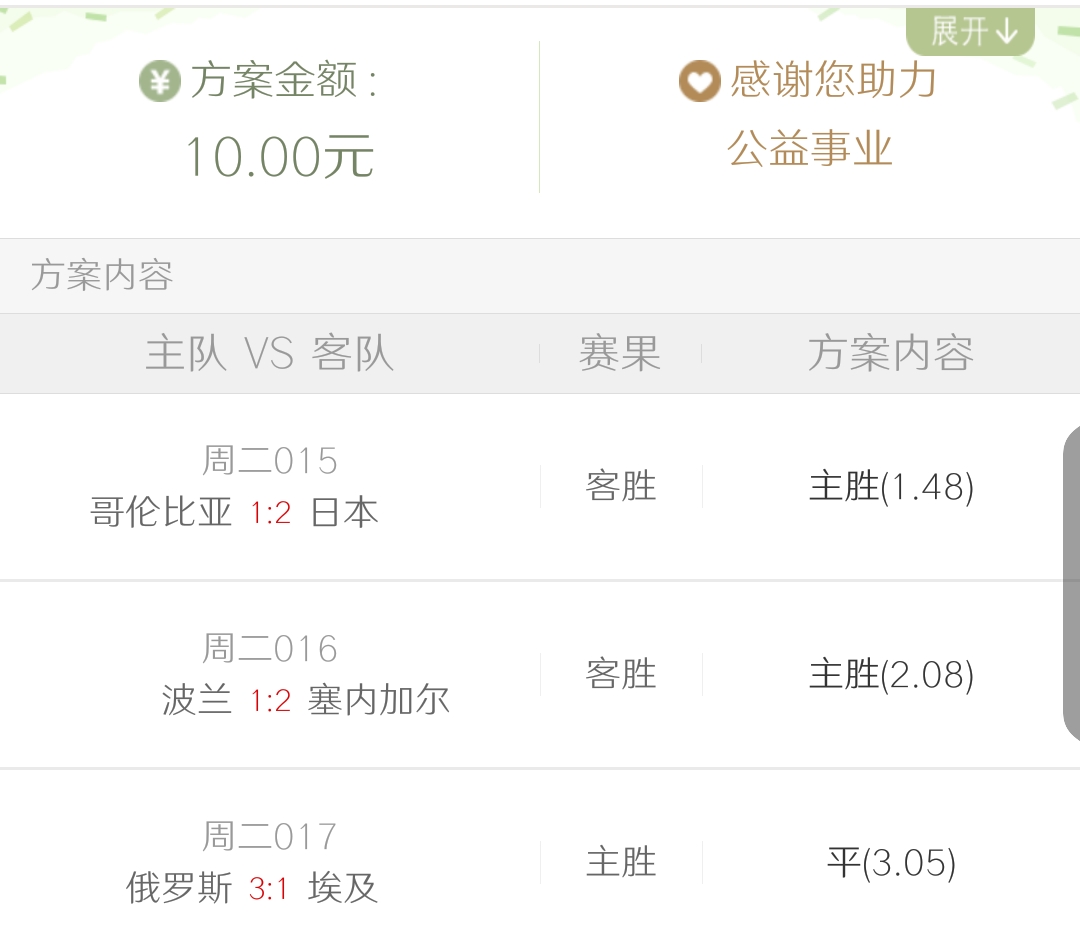 展开↓
¥ 方案金额:
10.00元
感谢您助力
公益事业
方案内容
主队 VS 客队 赛果 方案内容
周二015
哥伦比亚 1:2 日本 客胜 主胜(1.48)
周二016
波兰 1:2 塞内加尔 客胜 主胜(2.08)
周二017
俄罗斯 3:1 埃及 主胜 平(3.05)